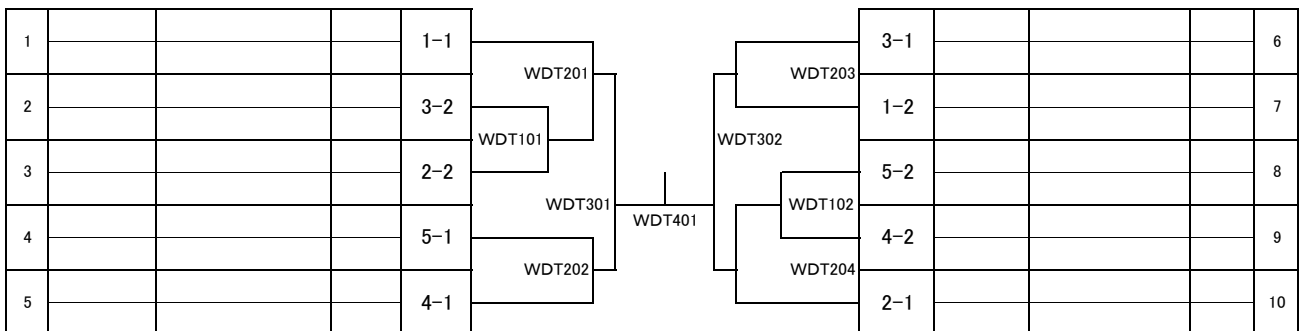 1 1-1 3-1 6
WDT201 WDT203
2 3-2 1-2 7
WDT101 WDT302
3 2-2 5-2 8
WDT301 WDT401 WDT102
4 5-1 4-2 9
WDT202 WDT204
5 4-1 2-1 10